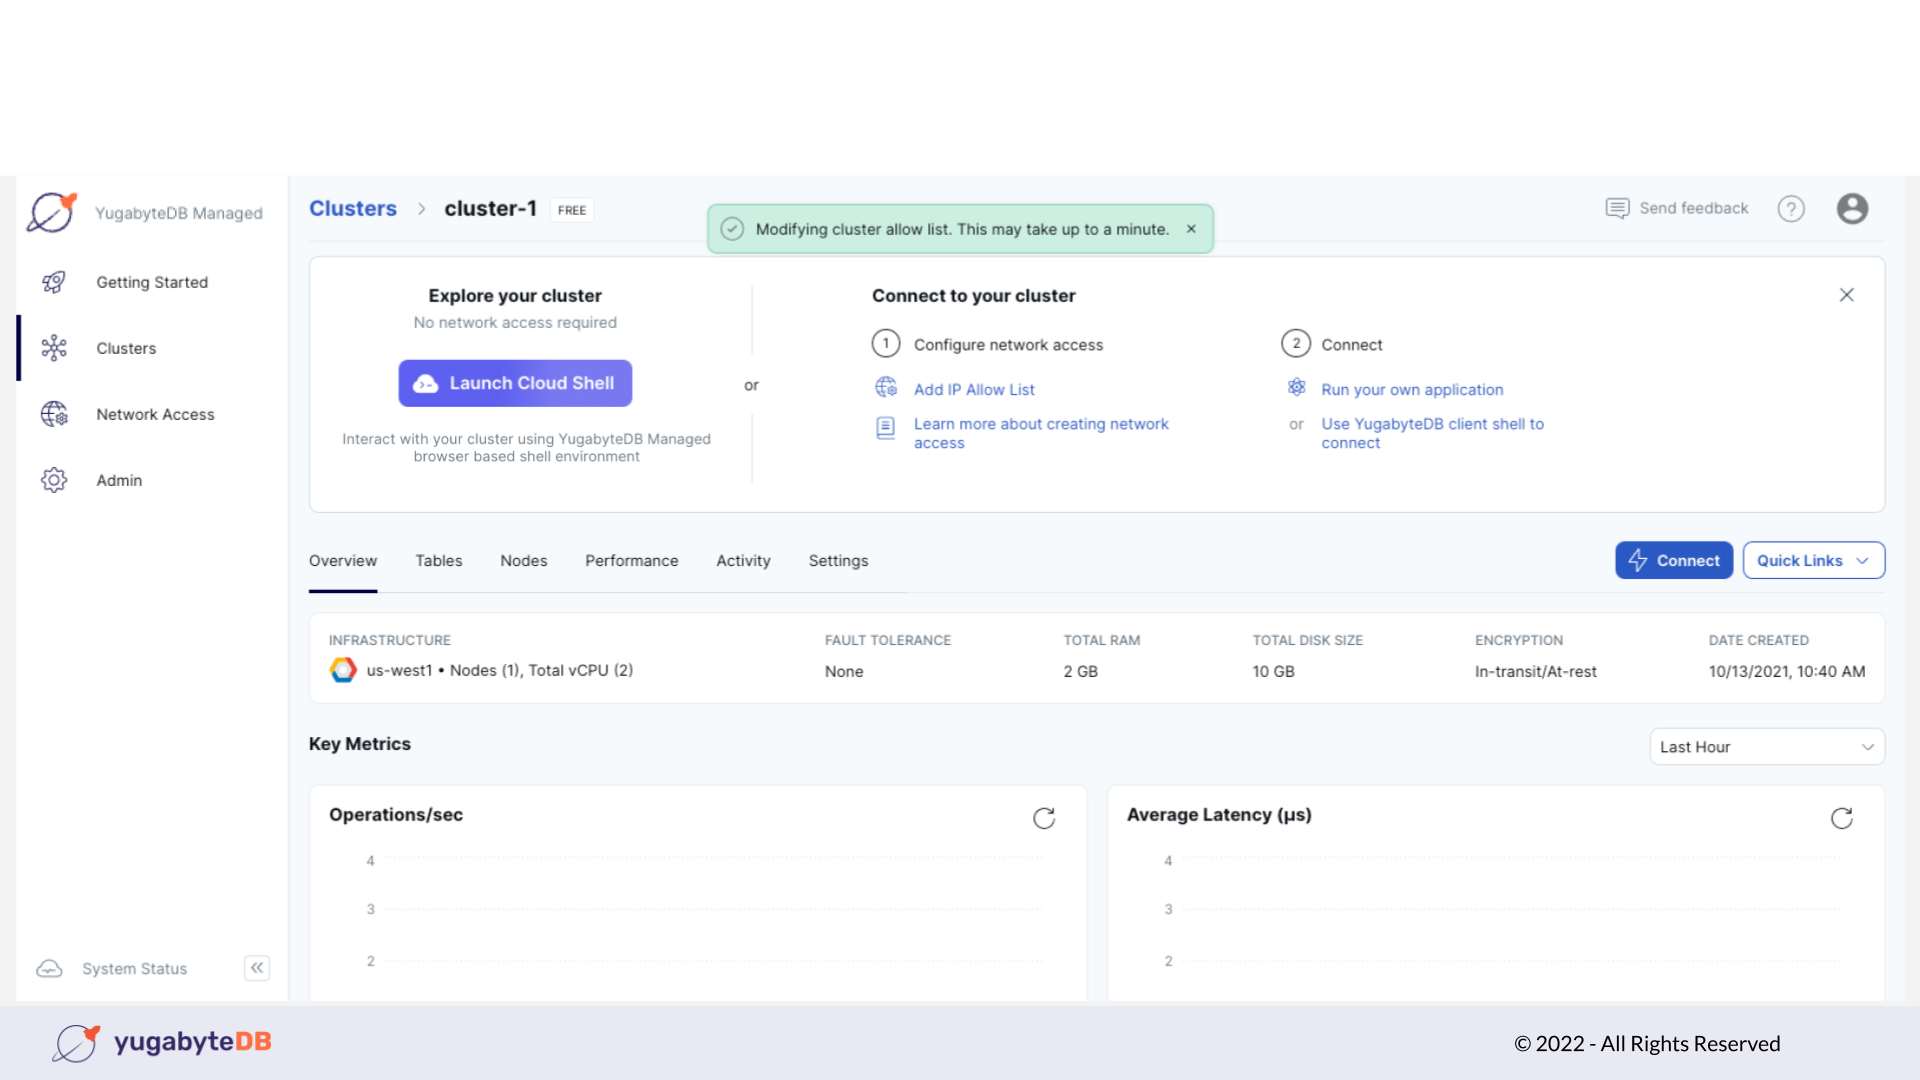 YugabyteDB Managed
Clusters > cluster-1 FREE
Modifying cluster allow list. This may take up to a minute. ×
Send feedback
?
Getting Started
Clusters
Network Access
Admin
System Status
Explore your cluster
No network access required
Launch Cloud Shell
Interact with your cluster using YugabyteDB Managed
browser based shell environment
or
Connect to your cluster
1 Configure network access
Add IP Allow List
Learn more about creating network
access
2 Connect
Run your own application
or Use YugabyteDB client shell to
connect
Overview Tables Nodes Performance Activity Settings
Connect
Quick Links
INFRASTRUCTURE FAULT TOLERANCE TOTAL RAM TOTAL DISK SIZE ENCRYPTION DATE CREATED
us-west1 • Nodes (1), Total vCPU (2) None 2 GB 10 GB In-transit/At-rest 10/13/2021, 10:40 AM
Key Metrics
Last Hour
Operations/sec
4
3
2
Average Latency (µs)
4
3
2
yugabyteDB
© 2022 - All Rights Reserved